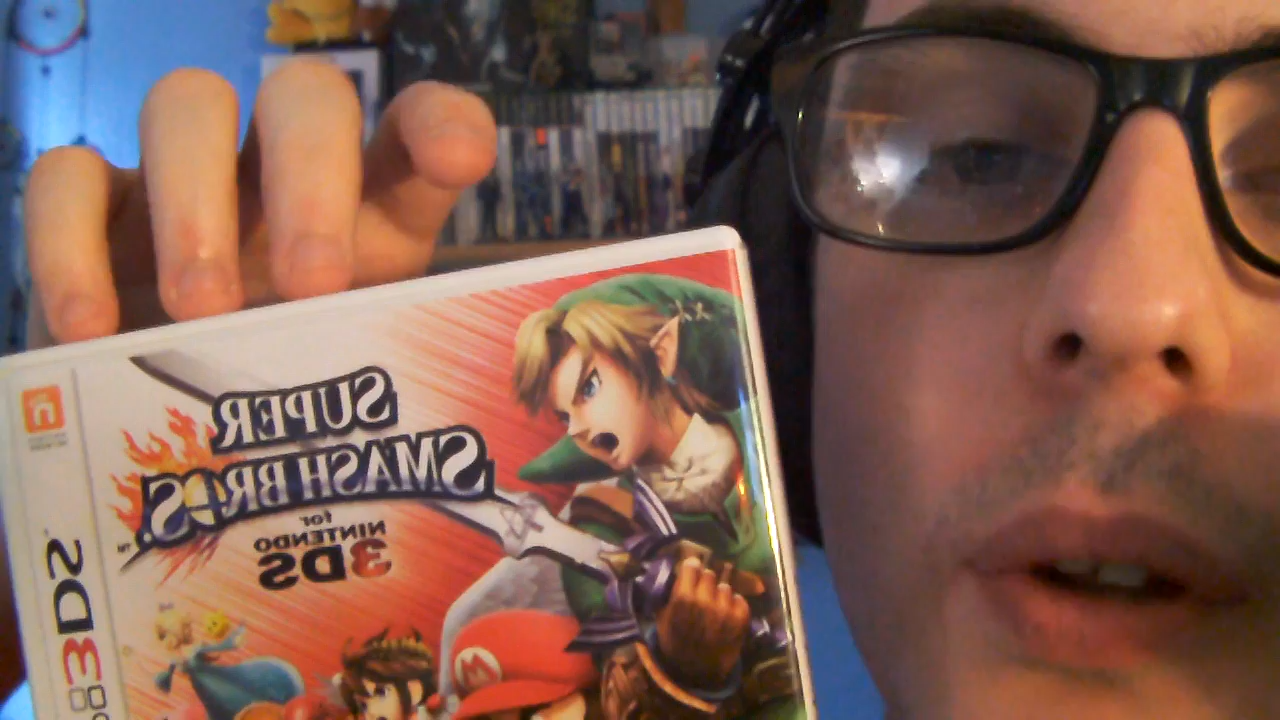 SUPER
SMASH BROS.
for
NINTENDO
3DS
3DS
M